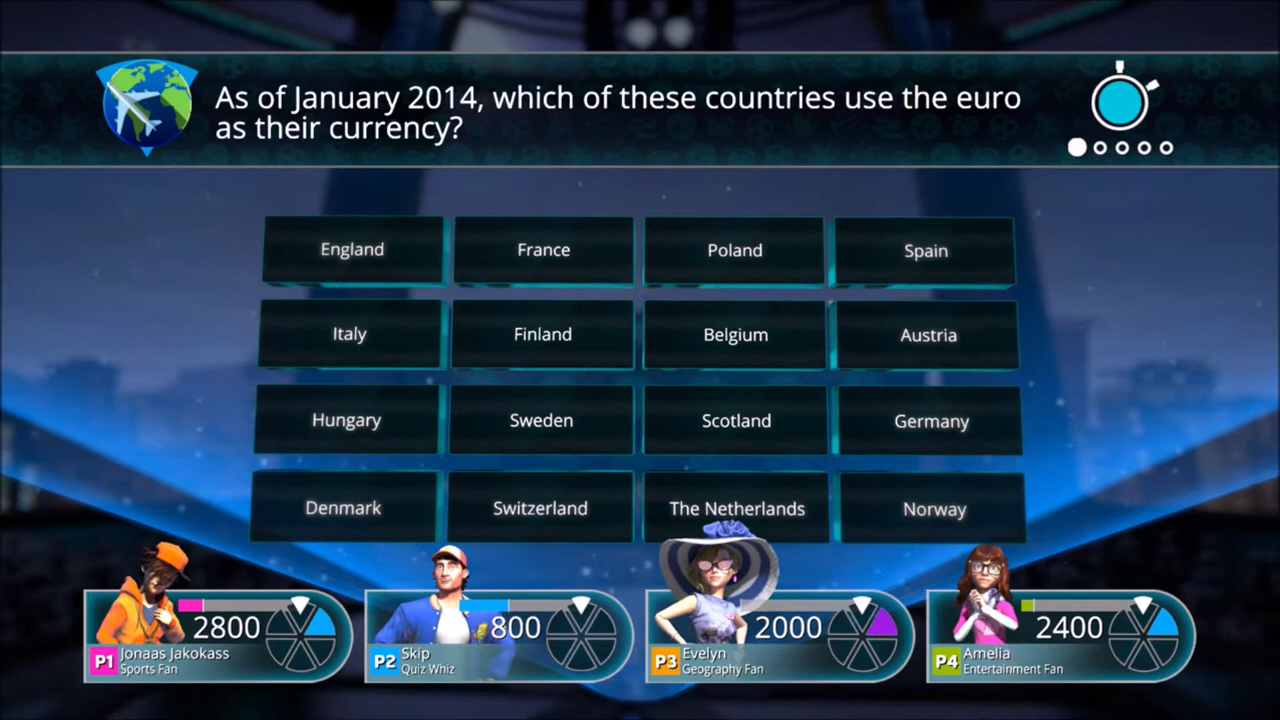 As of January 2014, which of these countries use the euro
as their currency?
England
France
Poland
Spain
Italy
Finland
Belgium
Austria
Hungary
Sweden
Scotland
Germany
Denmark
Switzerland
The Netherlands
Norway
2800
P1
Jonaas Jakokass
Sports Fan
800
P2
Skip
Quiz Whiz
2000
P3
Evelyn
Geography Fan
2400
P4
Amelia
Entertainment Fan